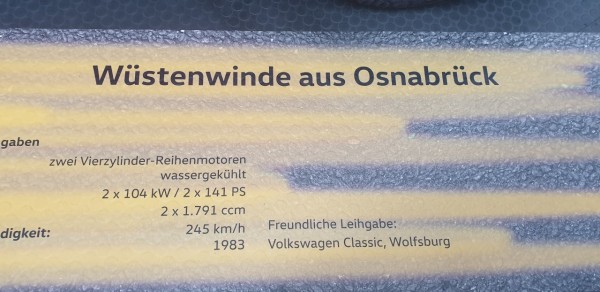 Wüstenwinde aus Osnabrück
gaben
zwei Vierzylinder-Reihenmotoren
wassergekühlt
2 x 104 kW / 2 x 141 PS
2 x 1.791 ccm
digkeit: 245 km/h
1983
Freundliche Leihgabe:
Volkswagen Classic, Wolfsburg